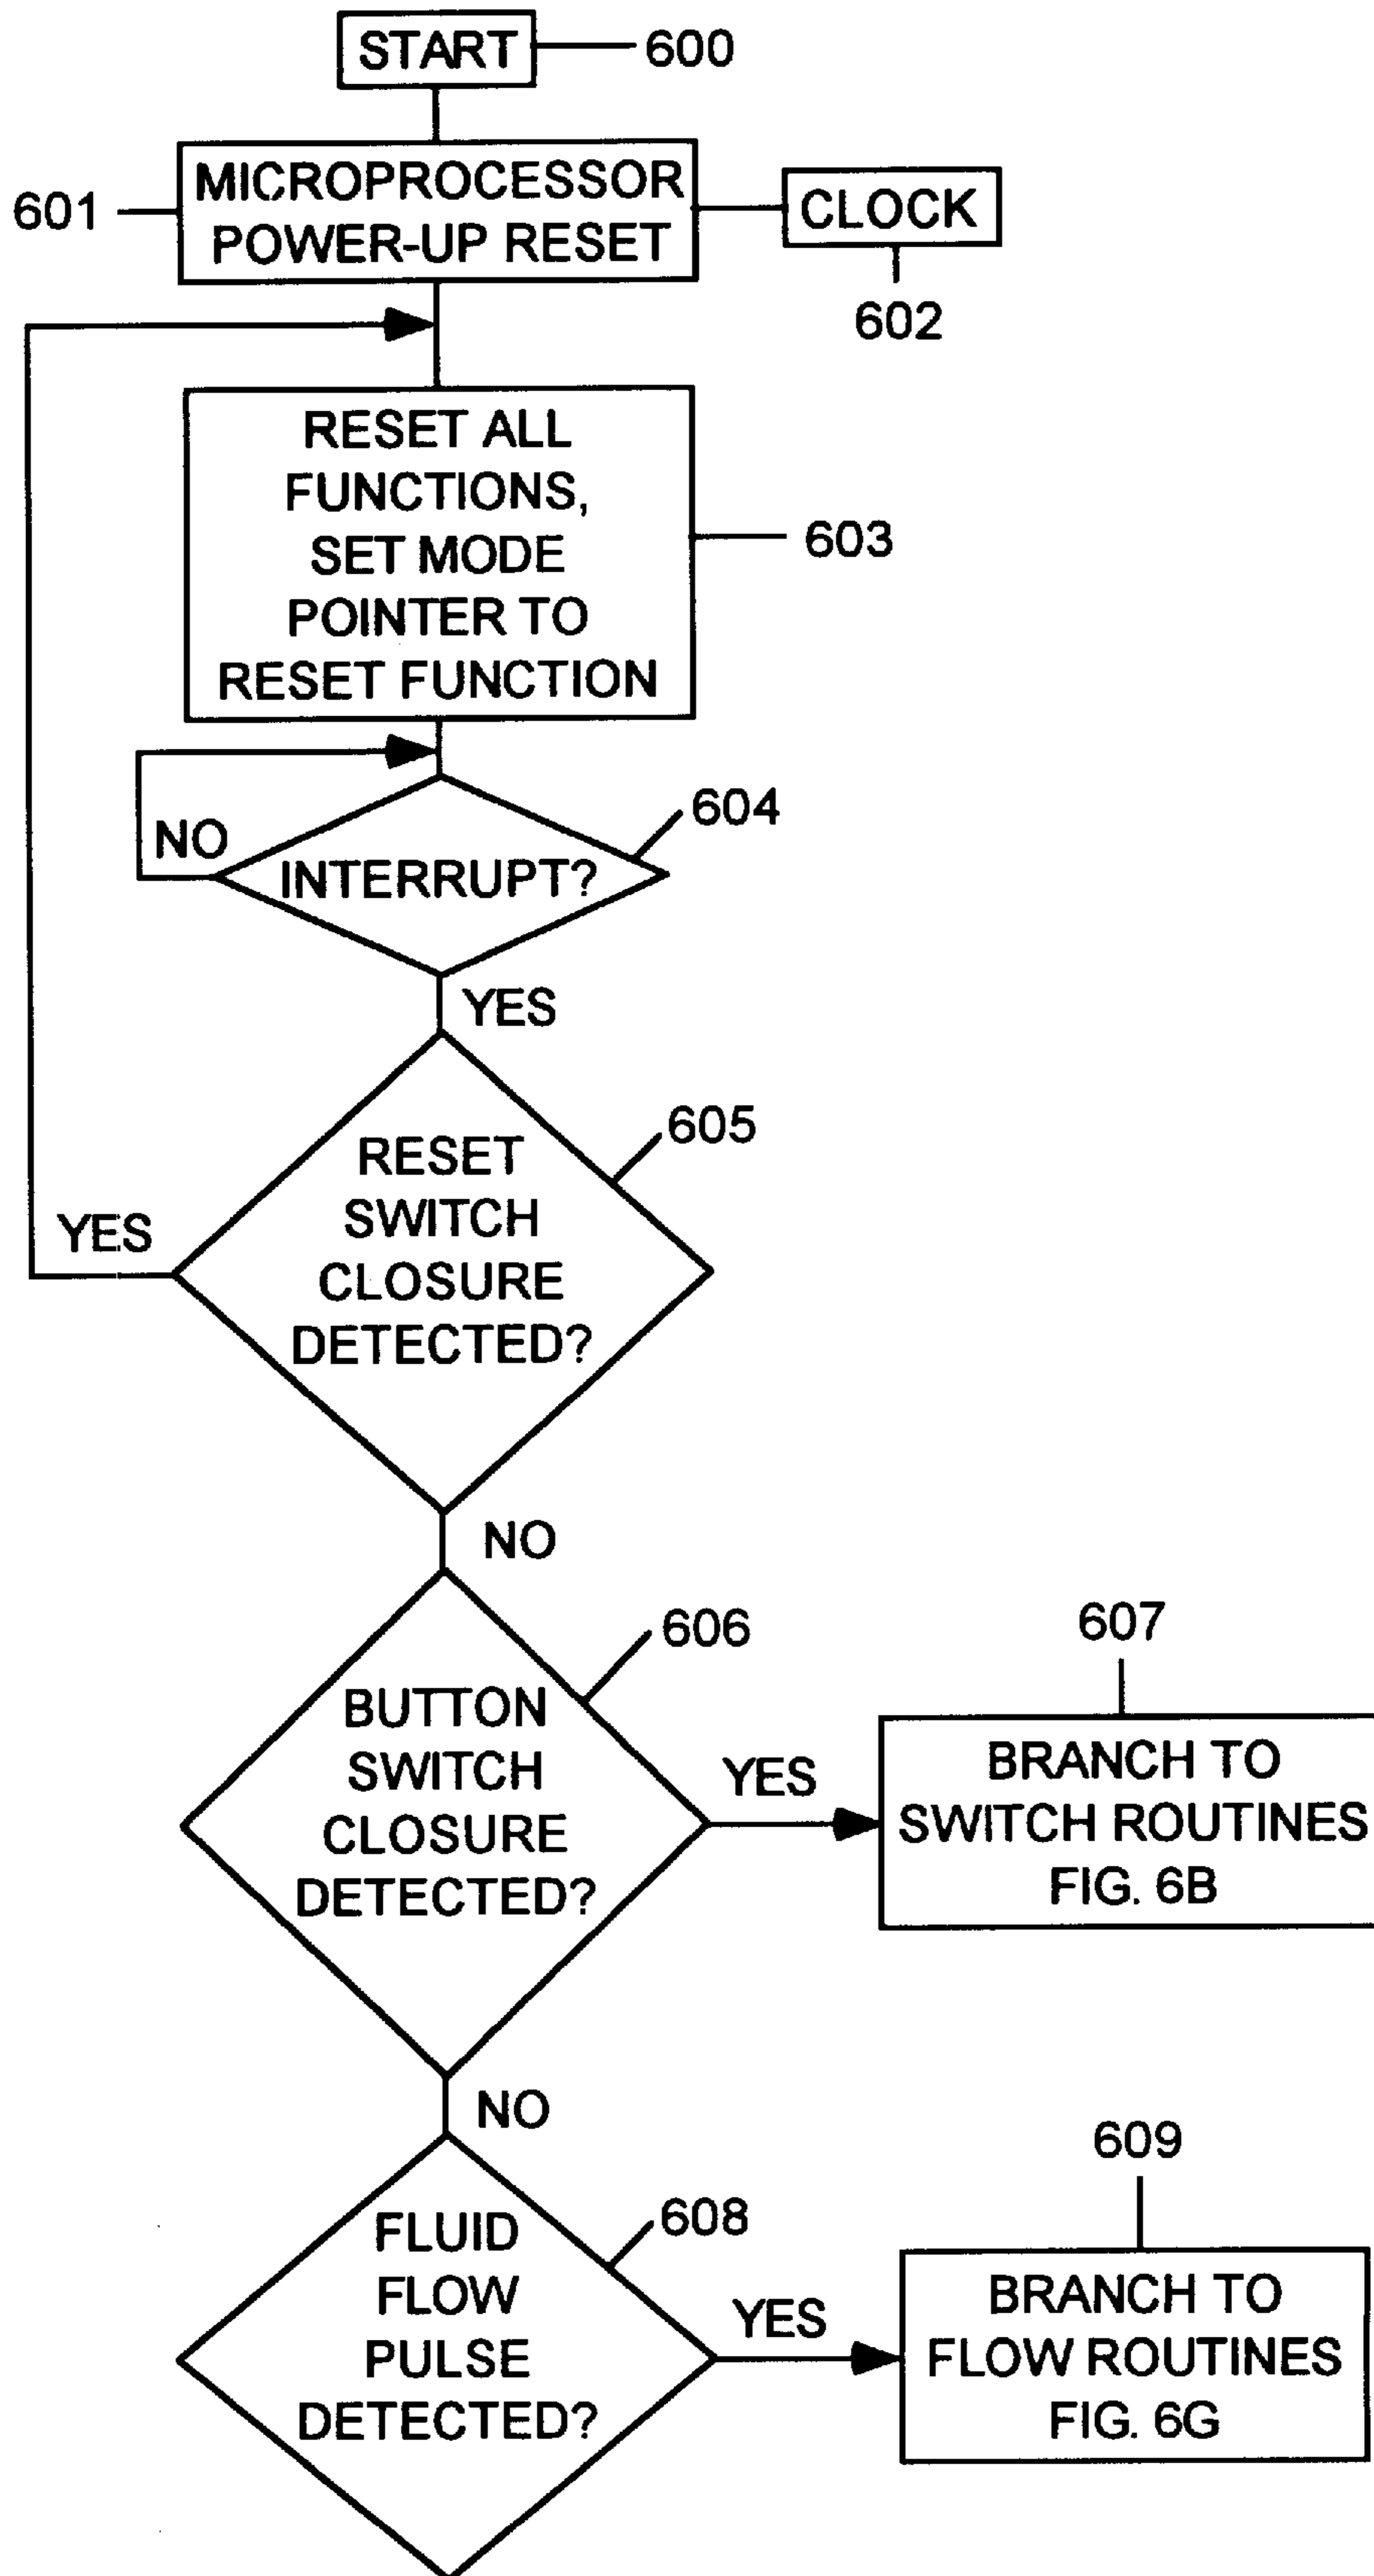 START
600
601
MICROPROCESSOR
POWER-UP RESET
CLOCK
602
RESET ALL
FUNCTIONS,
SET MODE
POINTER TO
RESET FUNCTION
603
604
NO
INTERRUPT?
YES
605
RESET
SWITCH
CLOSURE
DETECTED?
YES
NO
606
607
BUTTON
SWITCH
CLOSURE
DETECTED?
YES
BRANCH TO
SWITCH ROUTINES
FIG. 6B
NO
608
609
FLUID
FLOW
PULSE
DETECTED?
YES
BRANCH TO
FLOW ROUTINES
FIG. 6G